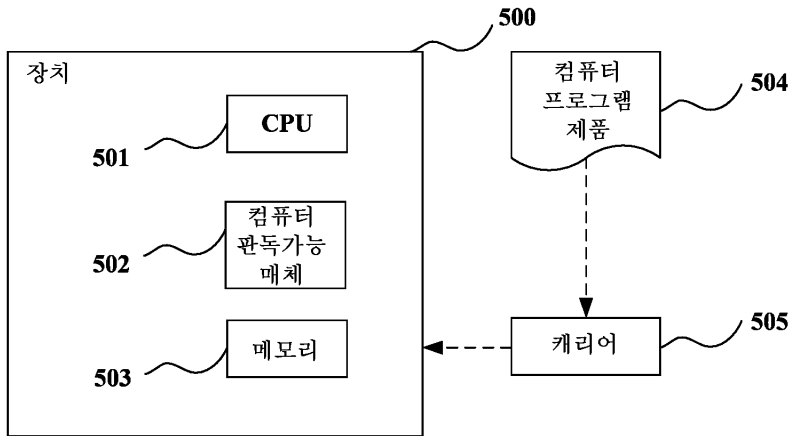 500
장치
CPU
501
컴퓨터
판독가능
매체
502
메모리
503
컴퓨터
프로그램
제품
504
캐리어
505